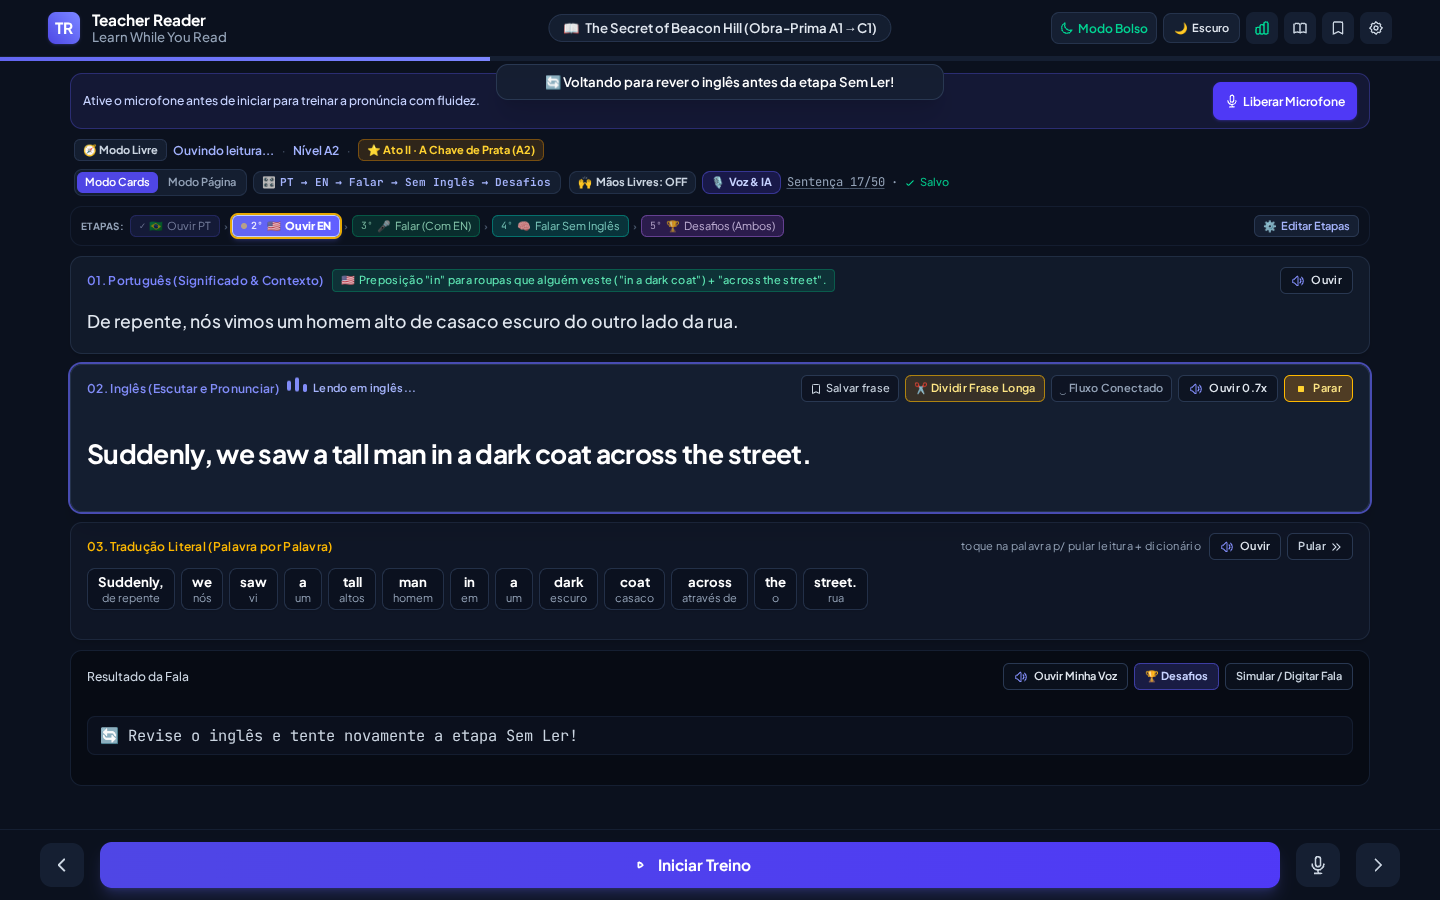 TR Teacher Reader
Learn While You Read
📖 The Secret of Beacon Hill (Obra-Prima A1→C1)
Modo Bolso
🌙 Escuro
🔄 Voltando para rever o inglês antes da etapa Sem Ler!
Ative o microfone antes de iniciar para treinar a pronúncia com fluidez.
Liberar Microfone
🧭 Modo Livre Ouvindo leitura... · Nível A2 · ⭐ Ato II · A Chave de Prata (A2)
Modo Cards Modo Página 🎛️ PT → EN → Falar → Sem Inglês → Desafios 🙌 Mãos Livres: OFF 🎙️ Voz & IA Sentença 17/50 · ✓ Salvo
ETAPAS: ✓ 🇧🇷 Ouvir PT › 2° 🇺🇸 Ouvir EN › 3° 🎤 Falar (Com EN) › 4° 🧠 Falar Sem Inglês › 5° 🏆 Desafios (Ambos) ⚙️ Editar Etapas
01. Português (Significado & Contexto) 🇺🇸 Preposição "in" para roupas que alguém veste ("in a dark coat") + "across the street". Ouvir
De repente, nós vimos um homem alto de casaco escuro do outro lado da rua.
02. Inglês (Escutar e Pronunciar) Lendo em inglês... Salvar frase ✂️ Dividir Frase Longa ‿ Fluxo Conectado Ouvir 0.7x Parar
Suddenly, we saw a tall man in a dark coat across the street.
03. Tradução Literal (Palavra por Palavra) toque na palavra p/ pular leitura + dicionário Ouvir Pular
Suddenly, we saw a tall man in a dark coat across the street.
de repente nós vi um altos homem em um escuro casaco através de o rua
Resultado da Fala Ouvir Minha Voz 🏆 Desafios Simular / Digitar Fala
🔄 Revise o inglês e tente novamente a etapa Sem Ler!
Iniciar Treino